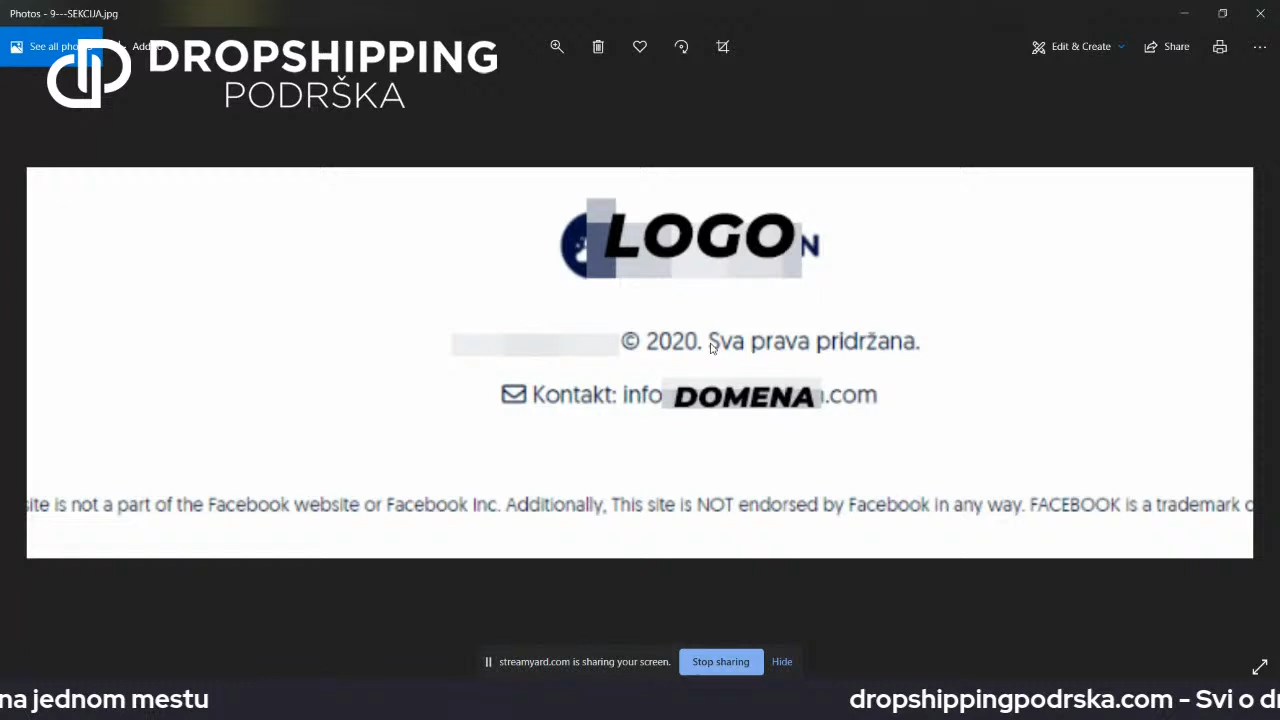 Photos - 9---SEKCIJA.jpg
See all
DROPSHIPPING
PODRŠKA
Edit & Create
Share
LOGO
N
© 2020. Sva prava pridržana.
Kontakt: info DOMENA .com
site is not a part of the Facebook website or Facebook Inc. Additionally, This site is NOT endorsed by Facebook in any way. FACEBOOK is a trademark
streamyard.com is sharing your screen.
Stop sharing
Hide
na jednom mestu
dropshippingpodrska.com - Svi o